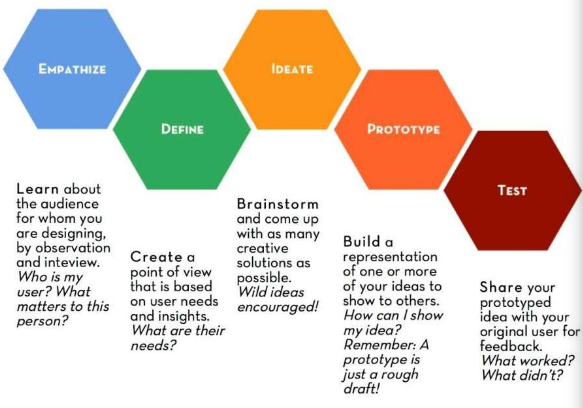 EMPATHIZE
DEFINE
IDEATE
PROTOTYPE
TEST
Learn about
the audience
for whom you
are designing,
by observation
and inteview.
Who is my
user? What
matters to this
person?
Create a
point of view
that is based
on user needs
and insights.
What are their
needs?
Brainstorm
and come up
with as many
creative
solutions as
possible.
Wild ideas
encouraged!
Build a
representation
of one or more
of your ideas to
show to others.
How can I show
my idea?
Remember: A
prototype is
just a rough
draft!
Share your
prototyped
idea with your
original user for
feedback.
What worked?
What didn't?